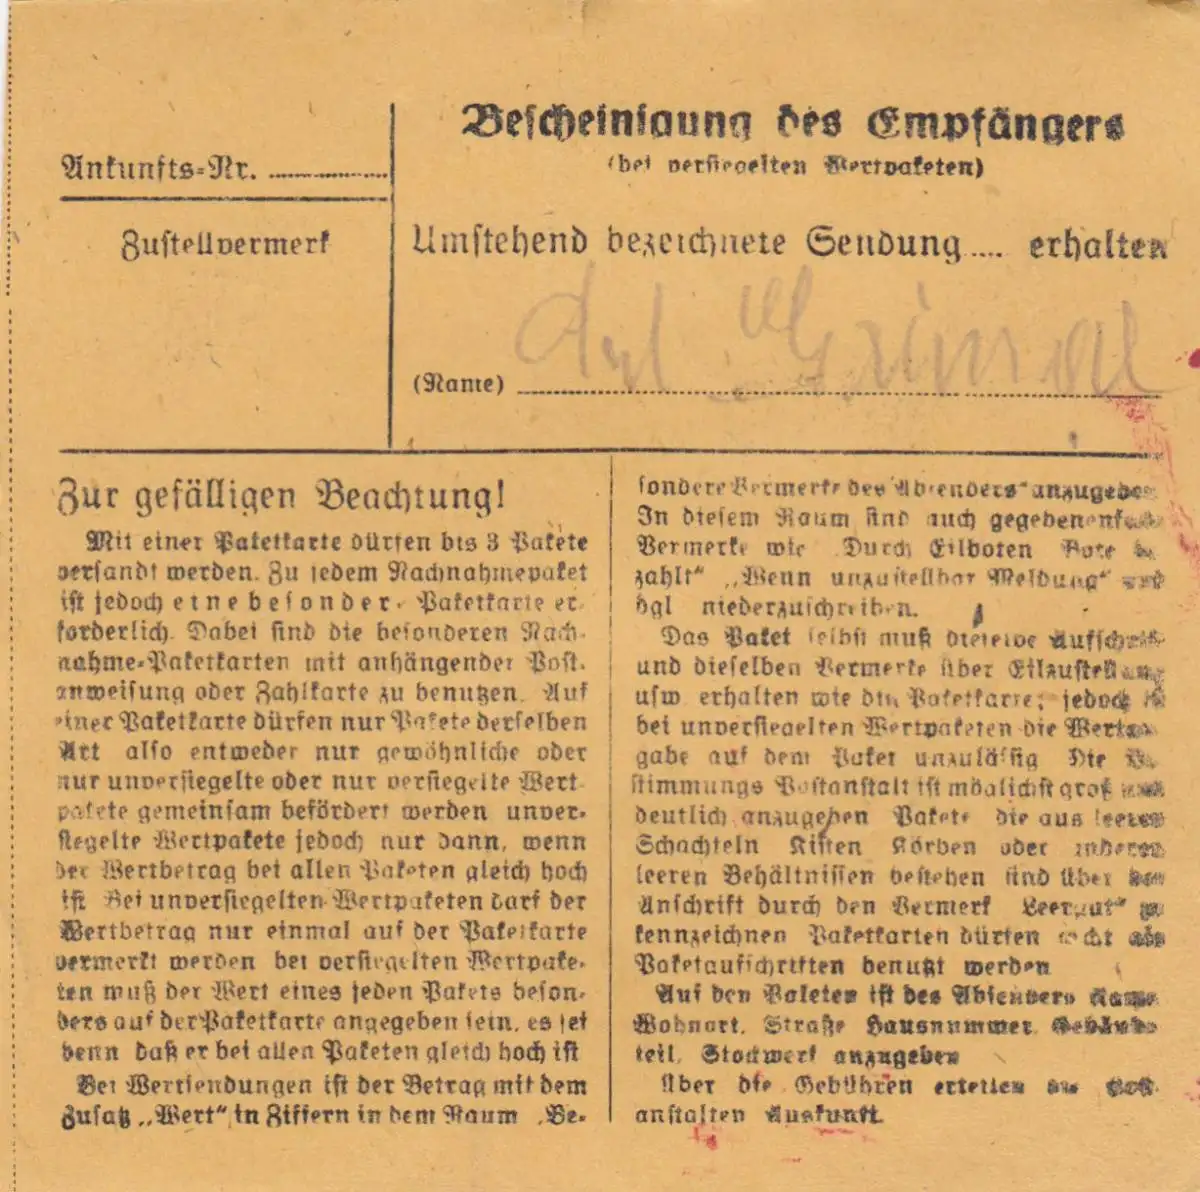 Ankunfts-Nr. ..................
Zustellvermerk
Bescheinigung des Empfängers
(bei versiegelten Wertpaketen)
Umstehend bezeichnete Sendung .... erhalten
(Name)
Zur gefälligen Beachtung!
Mit einer Paketkarte dürfen bis 3 Pakete
versandt werden. Zu jedem Nachnahmepaket
ist jedoch eine besondere Paketkarte er-
forderlich. Dabei sind die besonderen Nach-
nahme-Paketkarten mit anhängender Post-
anweisung oder Zahlkarte zu benutzen. Auf
einer Paketkarte dürfen nur Pakete derselben
Art also entweder nur gewöhnliche oder
nur unversiegelte oder nur versiegelte Wert-
pakete gemeinsam befördert werden unver-
siegelte Wertpakete jedoch nur dann, wenn
der Wertbetrag bei allen Paketen gleich hoch
ist. Bei unversiegelten Wertpaketen darf der
Wertbetrag nur einmal auf der Paketkarte
vermerkt werden bei versiegelten Wertpake-
ten muß der Wert eines jeden Pakets beson-
ders auf der Paketkarte angegeben sein, es sei
denn daß er bei allen Paketen gleich hoch ist
Bei Wertsendungen ist der Betrag mit dem
Zusatz „Wert“ in Ziffern in dem Raum „Be-
sondere Vermerke des Absenders“ anzugeben
In diesem Raum sind auch gegebenenfalls
Vermerke wie Durch Eilboten Bote be-
zahlt“ „Wenn unzustellbar Meldung“ und
dgl niederzuschreiben.
Das Paket selbst muß dieselbe Aufschrift
und dieselben Vermerke über Eilzustellung
usw. erhalten wie die Paketkarte; jedoch ist
bei unversiegelten Wertpaketen die Wertan-
gabe auf dem Paket unzulässig Die Be-
stimmungs Postanstalt ist möglichst groß und
deutlich anzugeben Pakete die aus leeren
Schachteln Kisten Körben oder anderen
leeren Behältnissen bestehen sind über der
Anschrift durch den Vermerk Leergut“ zu
kennzeichnen Paketkarten dürfen nicht als
Paketaufschriften benutzt werden
Auf den Paketen ist des Absenders Name
Wohnort, Straße Hausnummer, Gebäude-
teil, Stockwerk anzugeben
Über die Gebühren erteilen die Post-
anstalten Auskunft.